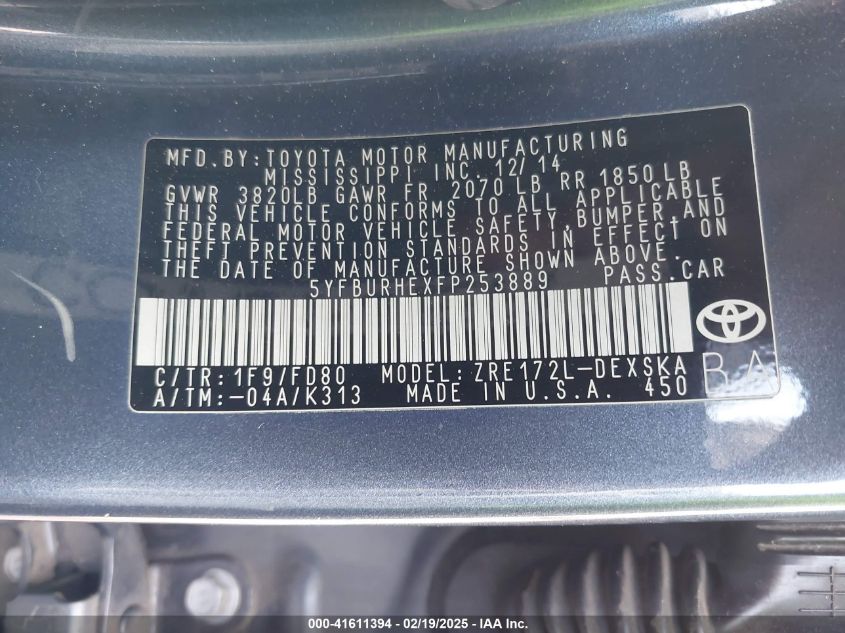 MFD. BY: TOYOTA MOTOR MANUFACTURING
MISSISSIPPI INC. 12/14
GVWR 3820LB GAWR FR 2070 LB RR 1850 LB
THIS VEHICLE CONFORMS TO ALL APPLICABLE
FEDERAL MOTOR VEHICLE SAFETY, BUMPER, AND
THEFT PREVENTION STANDARDS IN EFFECT ON
THE DATE OF MANUFACTURE SHOWN ABOVE.
5YFBURHEXFP253889 PASS. CAR
C/TR: 1F9/FD80 MODEL: ZRE172L-DEXSKA
A/TM: -04A/K313 MADE IN U.S.A. 450
BA
000-41611394 - 02/19/2025 - IAA Inc.